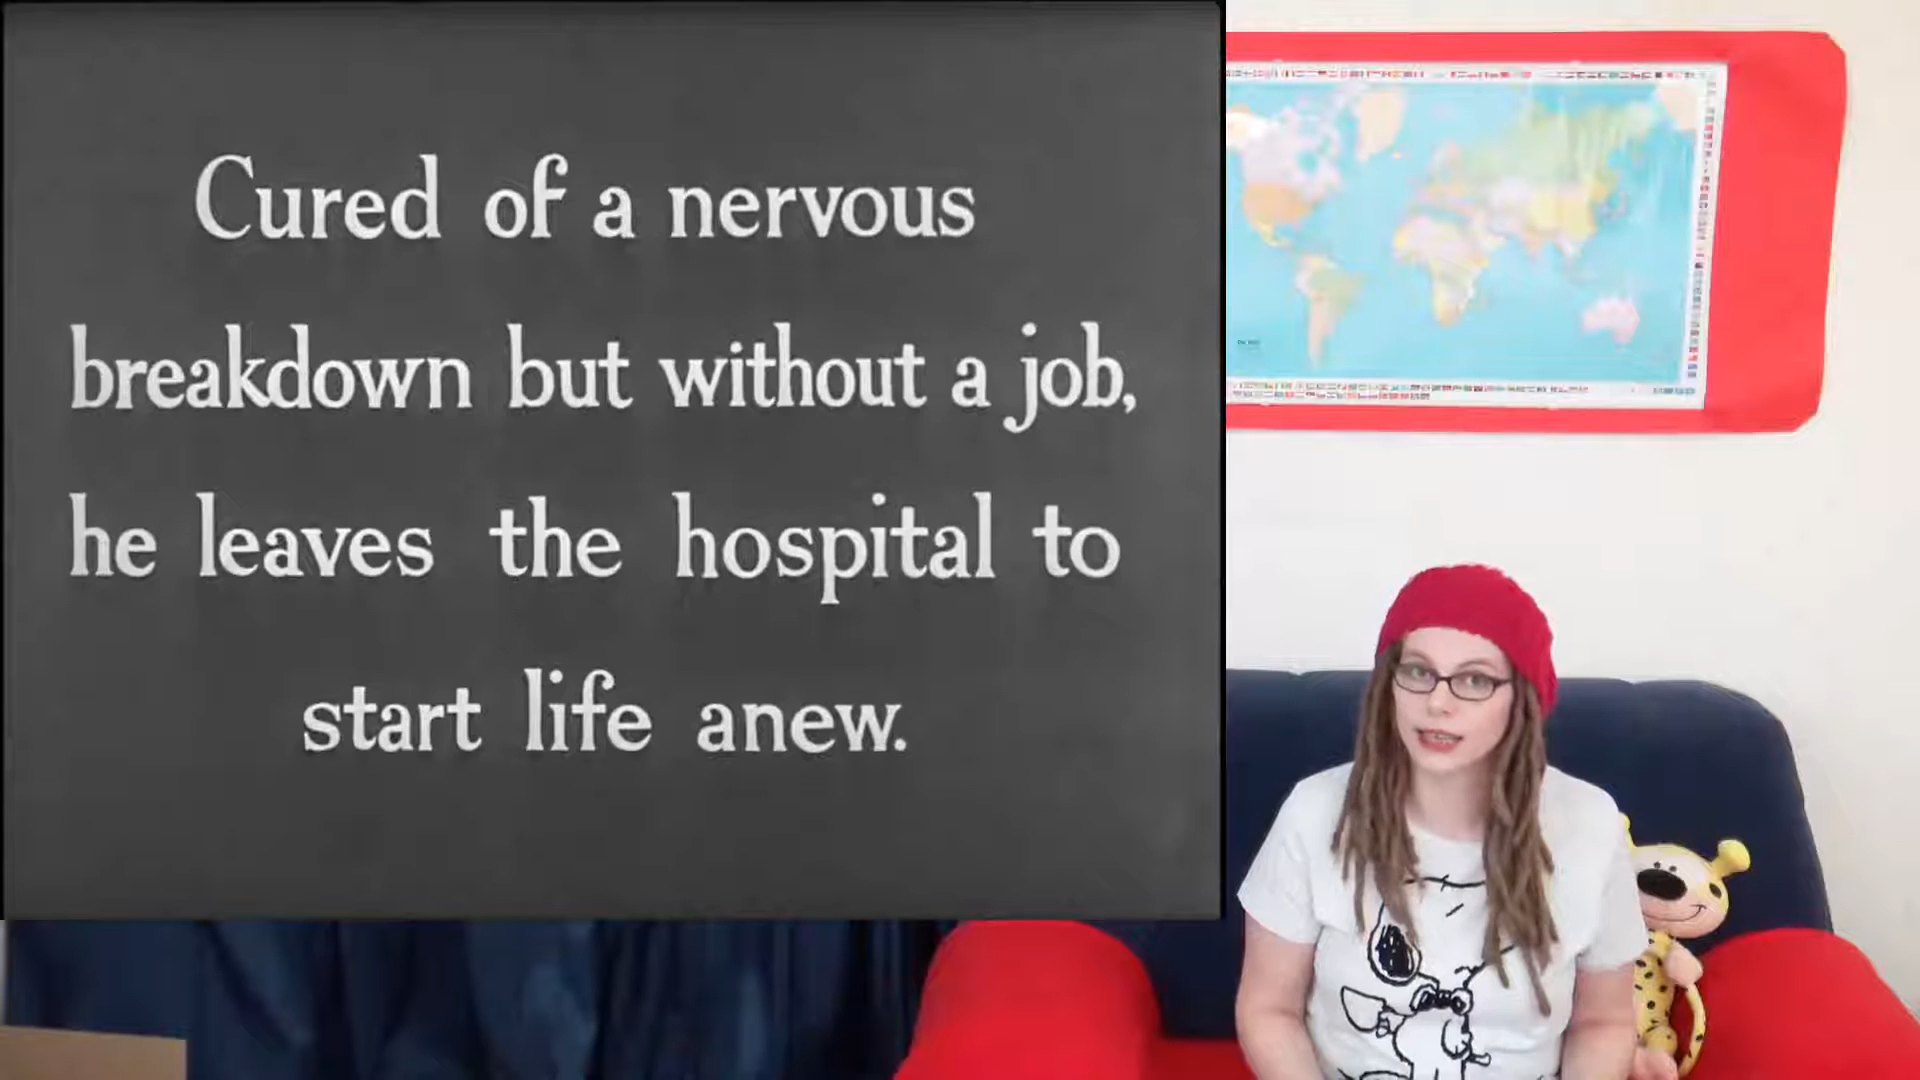 Cured of a nervous
breakdown but without a job,
he leaves the hospital to
start life anew.